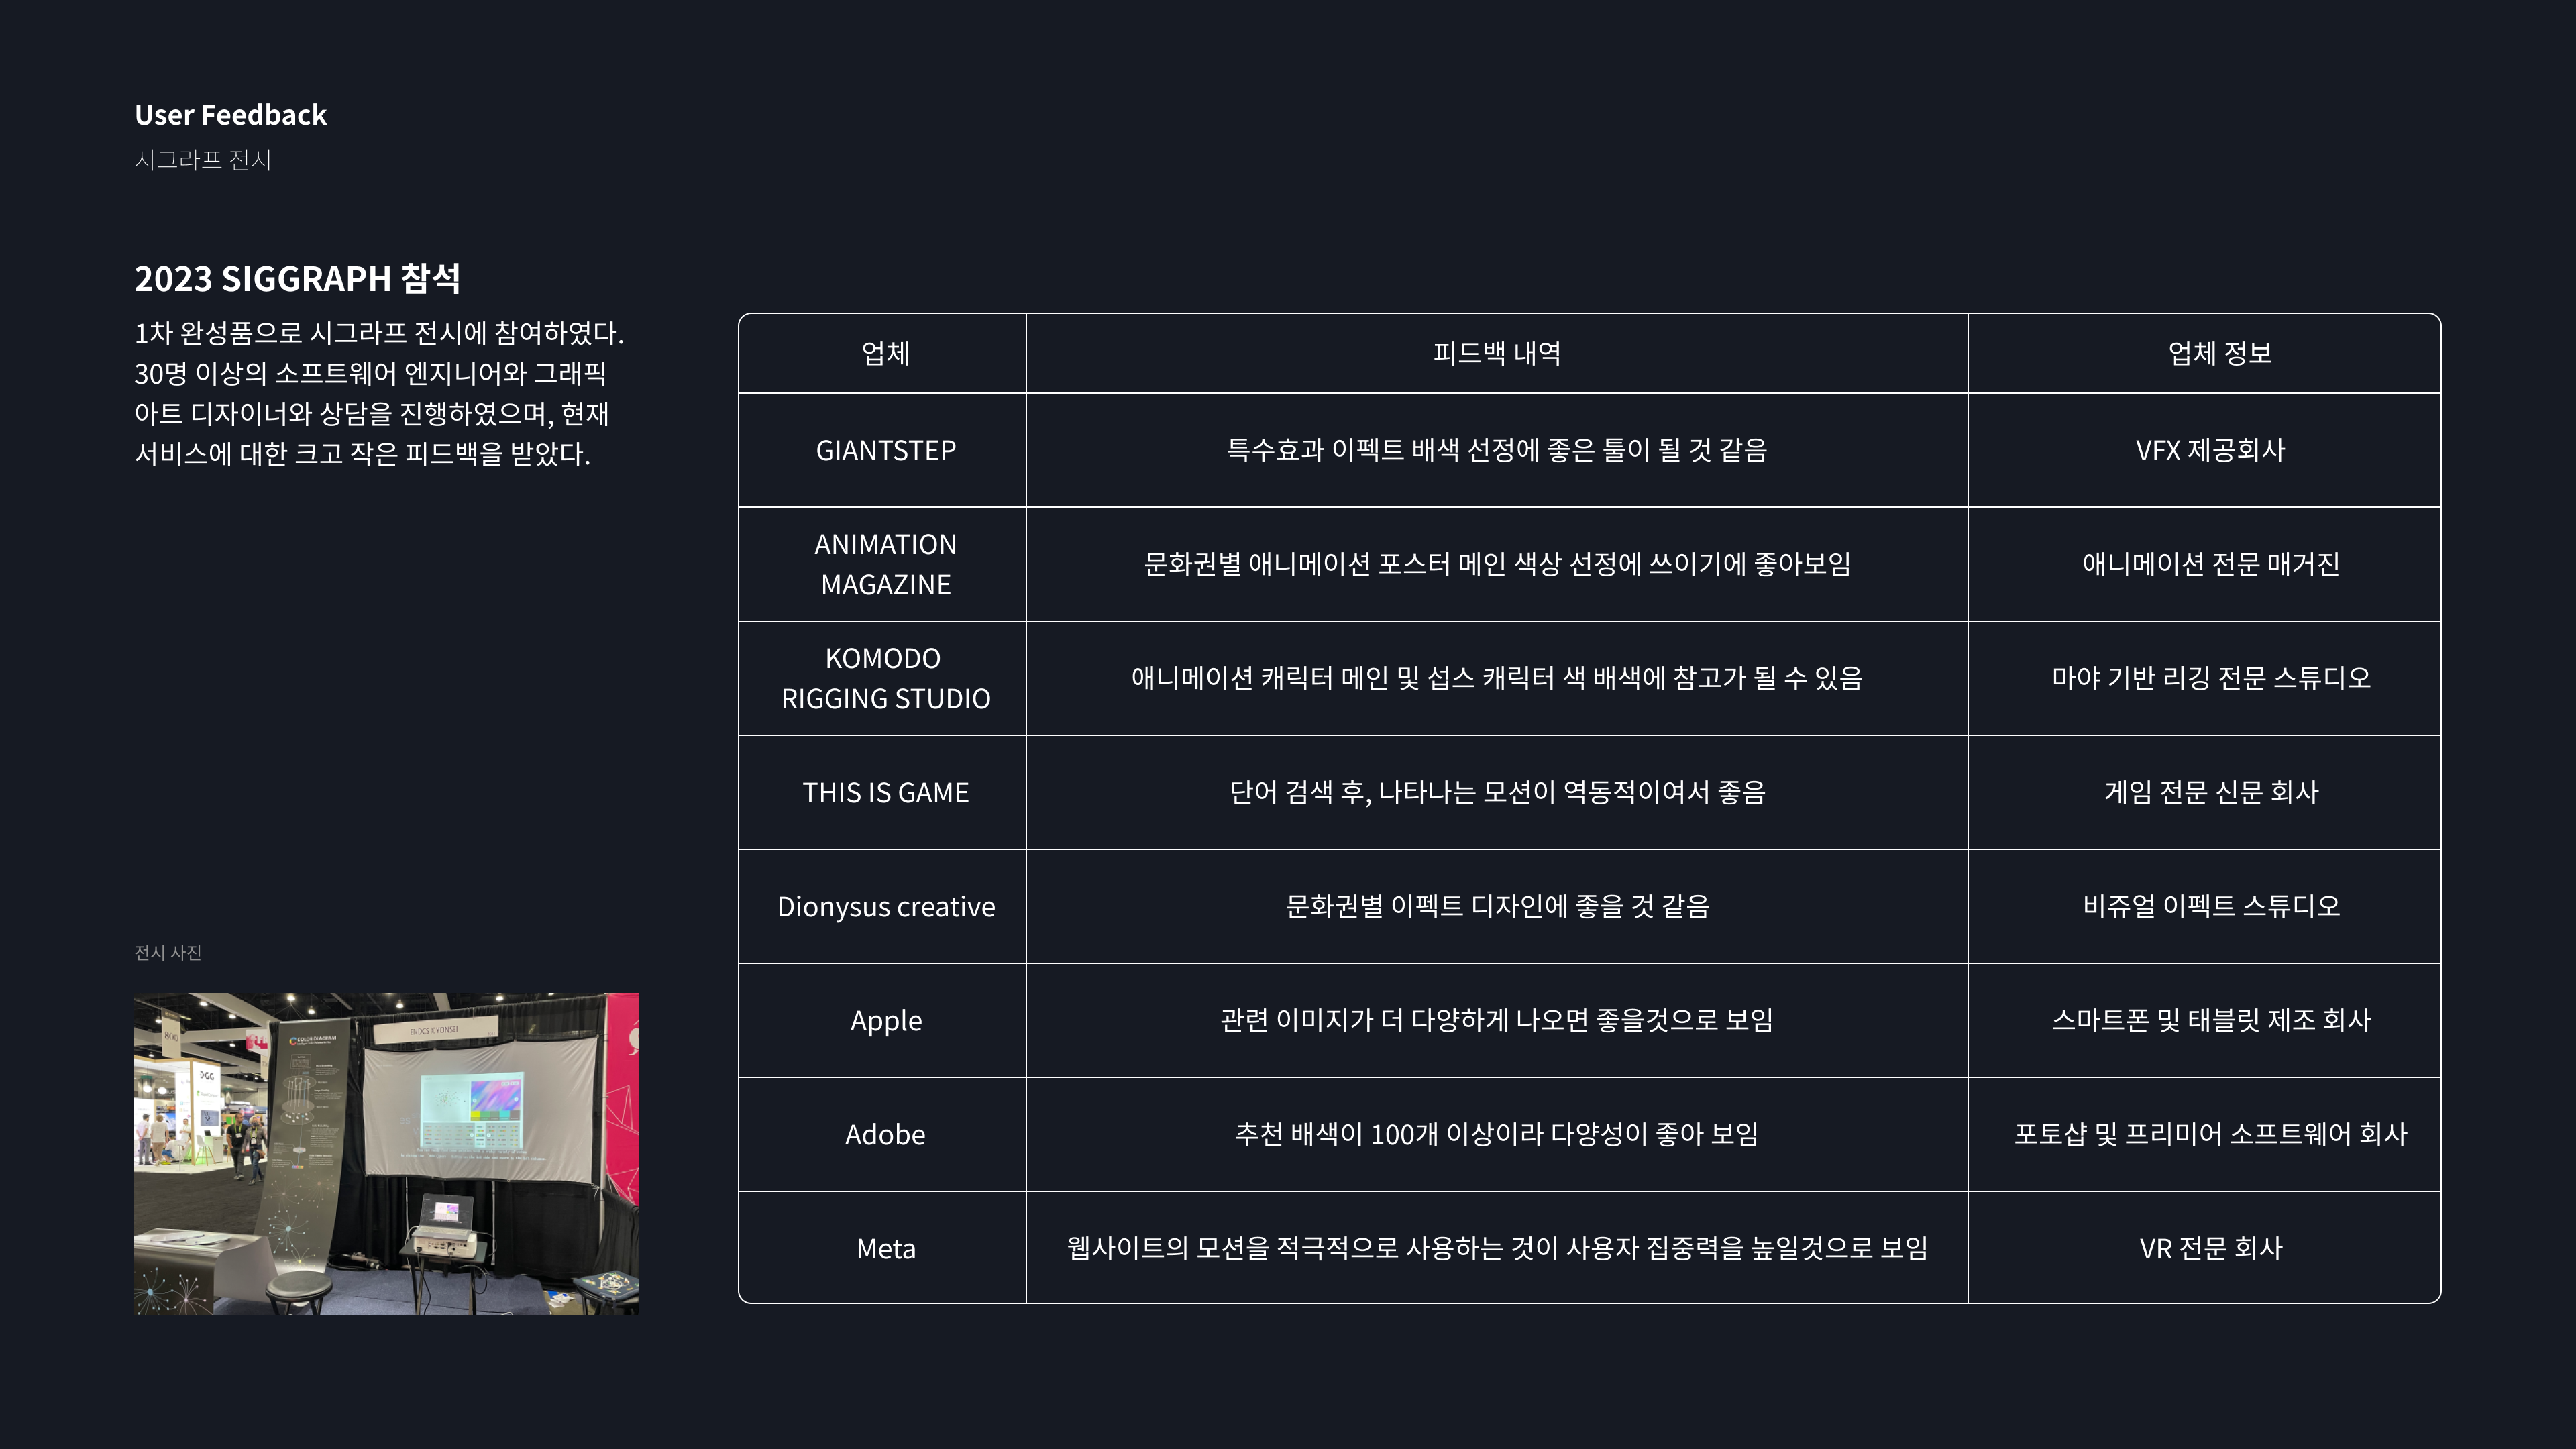 User Feedback
시그라프 전시
2023 SIGGRAPH 참석
1차 완성품으로 시그라프 전시에 참여하였다.
30명 이상의 소프트웨어 엔지니어와 그래픽
아트 디자이너와 상담을 진행하였으며, 현재
서비스에 대한 크고 작은 피드백을 받았다.
전시 사진
800
DGG
COLOR DIAGRAM
ENDCS X YONSEI
업체 피드백 내역 업체 정보
GIANTSTEP 특수효과 이펙트 배색 선정에 좋은 툴이 될 것 같음 VFX 제공회사
ANIMATION
MAGAZINE 문화권별 애니메이션 포스터 메인 색상 선정에 쓰이기에 좋아보임 애니메이션 전문 매거진
KOMODO
RIGGING STUDIO 애니메이션 캐릭터 메인 및 섭스 캐릭터 색 배색에 참고가 될 수 있음 마야 기반 리깅 전문 스튜디오
THIS IS GAME 단어 검색 후, 나타나는 모션이 역동적이여서 좋음 게임 전문 신문 회사
Dionysus creative 문화권별 이펙트 디자인에 좋을 것 같음 비쥬얼 이펙트 스튜디오
Apple 관련 이미지가 더 다양하게 나오면 좋을것으로 보임 스마트폰 및 태블릿 제조 회사
Adobe 추천 배색이 100개 이상이라 다양성이 좋아 보임 포토샵 및 프리미어 소프트웨어 회사
Meta 웹사이트의 모션을 적극적으로 사용하는 것이 사용자 집중력을 높일것으로 보임 VR 전문 회사